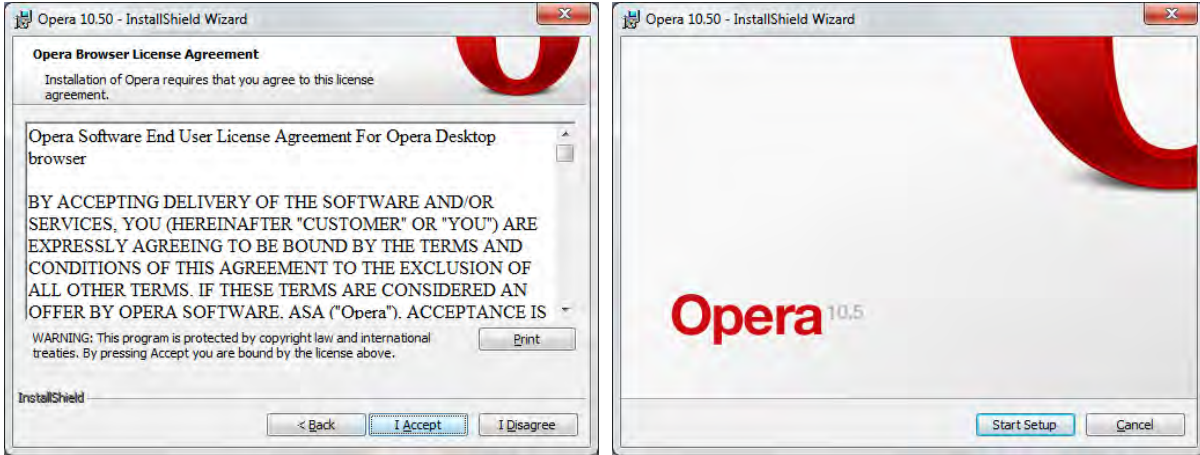 Opera 10.50 - InstallShield Wizard
Opera Browser License Agreement
Installation of Opera requires that you agree to this license
agreement.
Opera Software End User License Agreement For Opera Desktop
browser
BY ACCEPTING DELIVERY OF THE SOFTWARE AND/OR
SERVICES, YOU (HEREINAFTER "CUSTOMER" OR "YOU") ARE
EXPRESSLY AGREEING TO BE BOUND BY THE TERMS AND
CONDITIONS OF THIS AGREEMENT TO THE EXCLUSION OF
ALL OTHER TERMS. IF THESE TERMS ARE CONSIDERED AN
OFFER BY OPERA SOFTWARE, ASA ("Opera"), ACCEPTANCE IS
WARNING: This program is protected by copyright law and international
treaties. By pressing Accept you are bound by the license above.
Print
InstallShield
< Back
I Accept
I Disagree
Opera 10.50 - InstallShield Wizard
Opera 10.5
Start Setup
Cancel